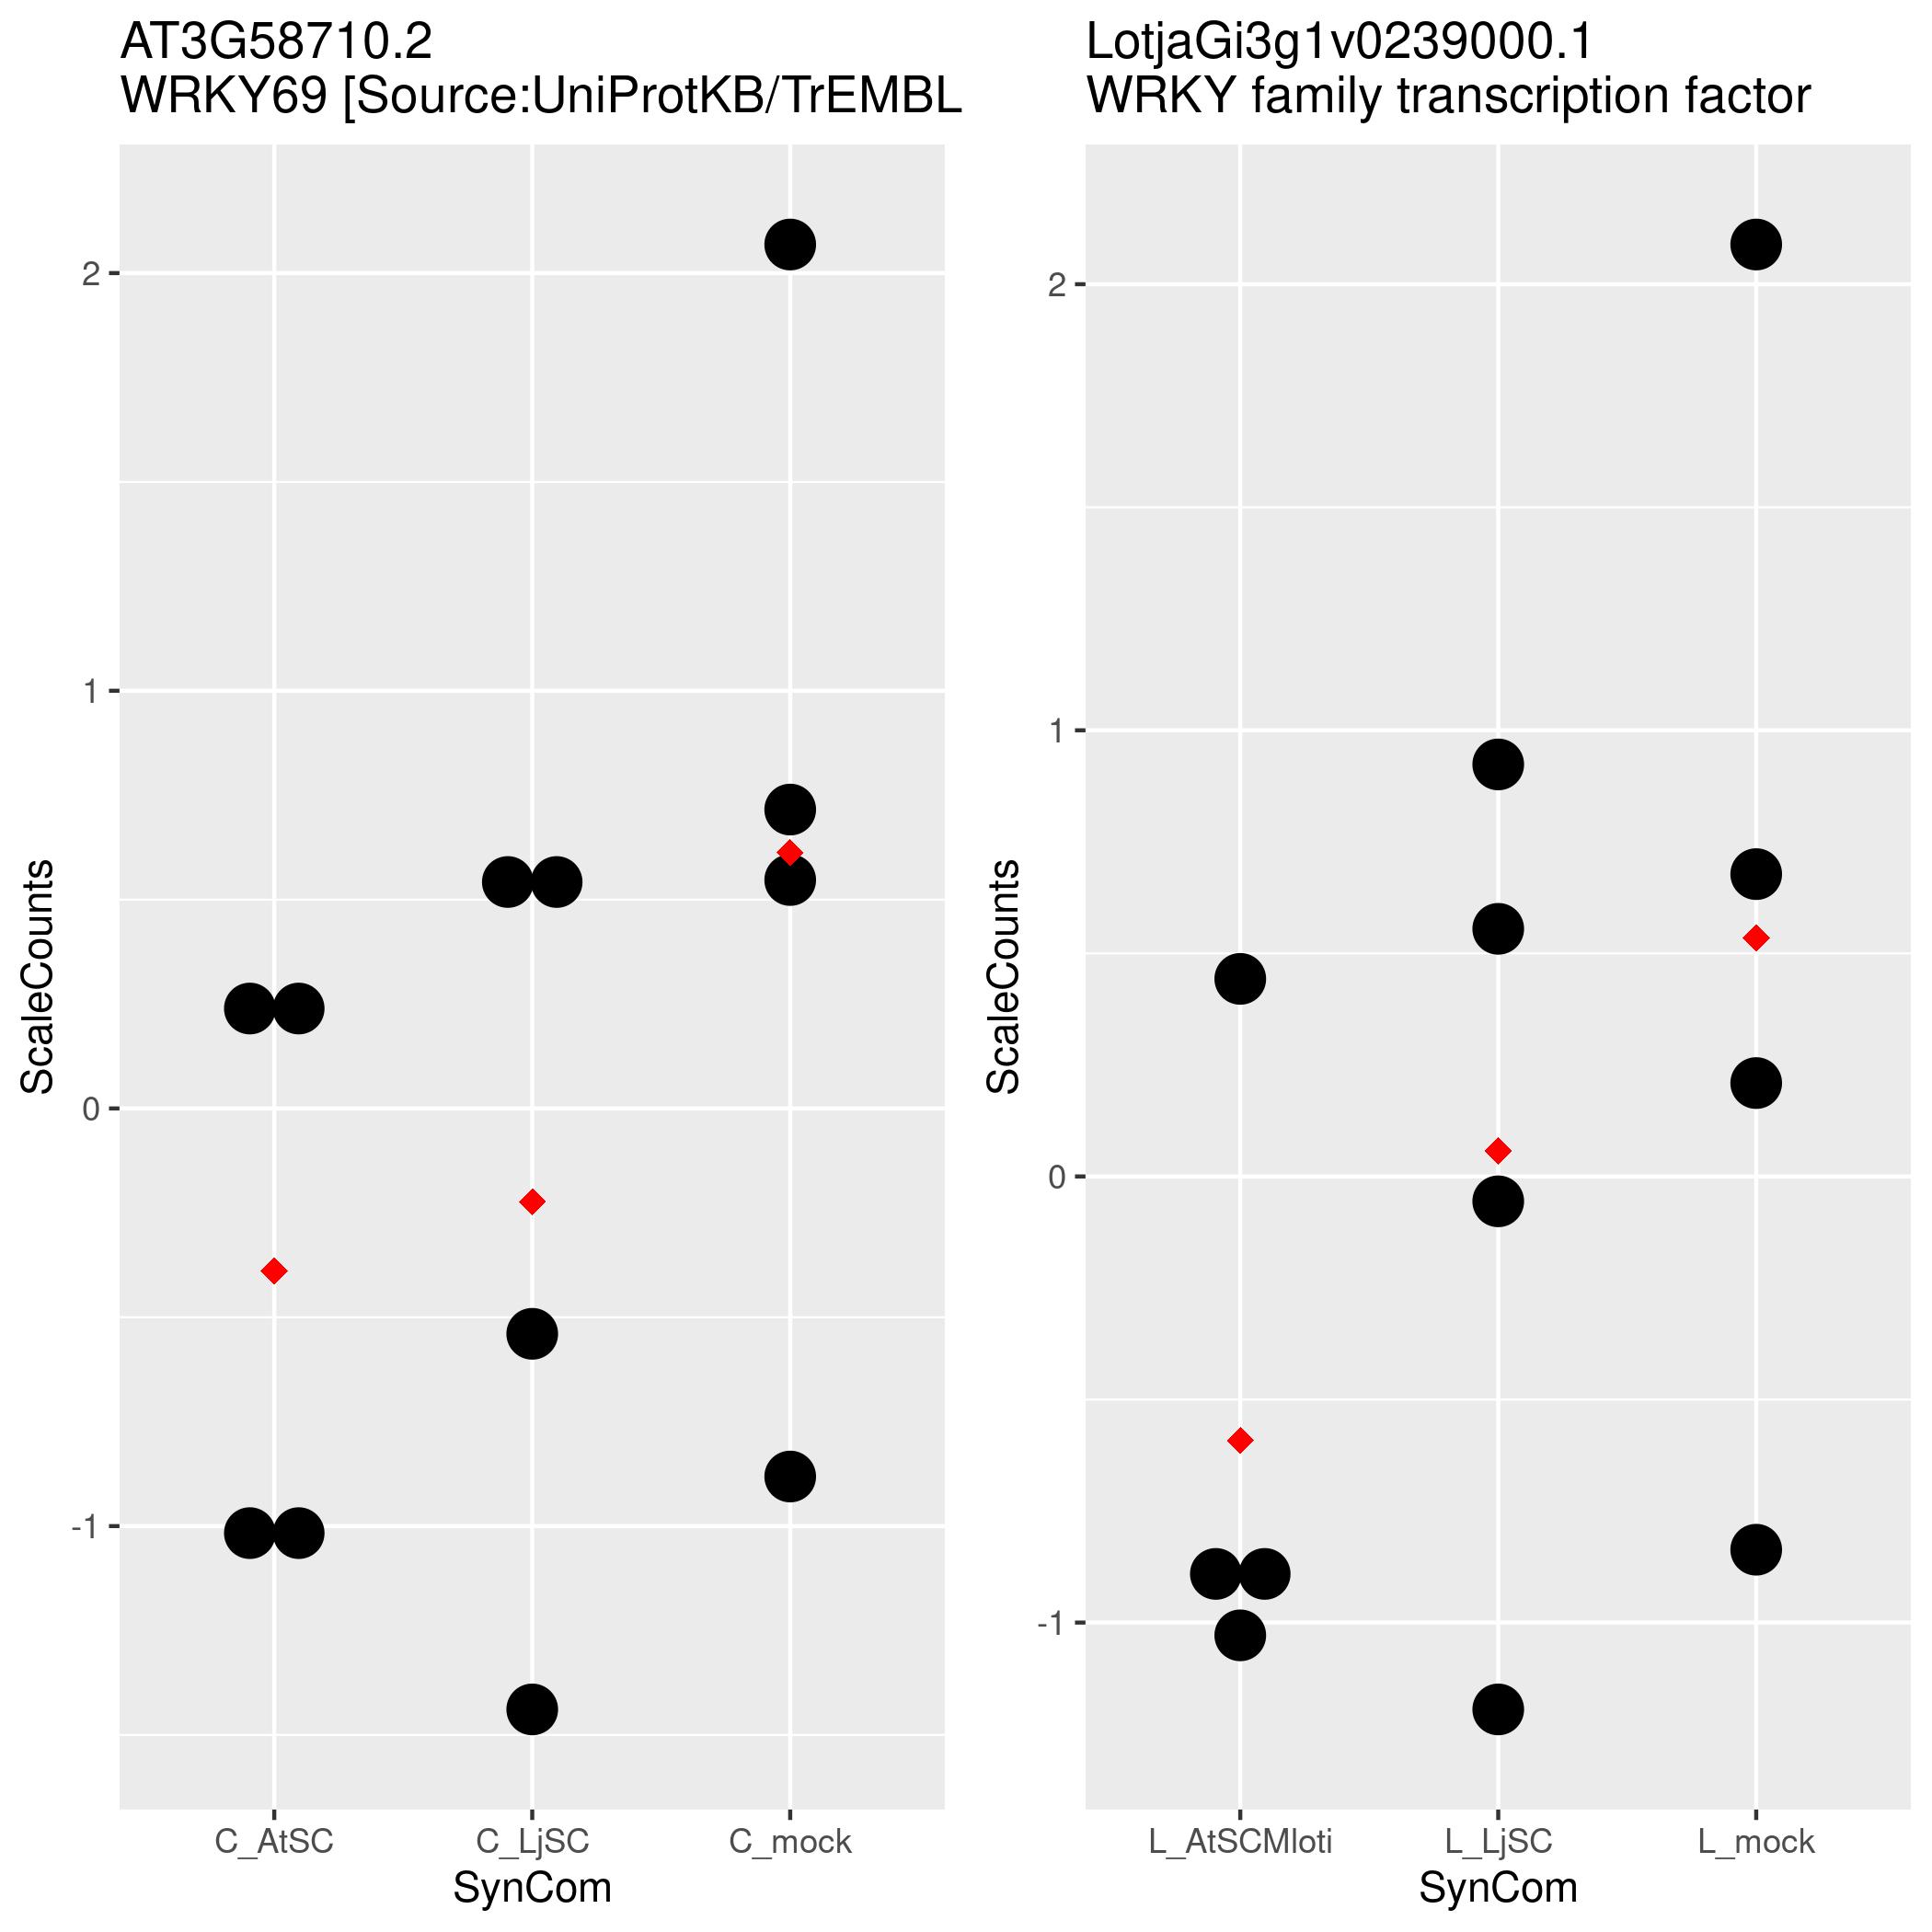 AT3G58710.2
WRKY69 [Source:UniProtKB/TrEMBL
ScaleCounts
2
1
0
-1
C_AtSC
C_LjSC
C_mock
SynCom
LotjaGi3g1v0239000.1
WRKY family transcription factor
ScaleCounts
2
1
0
-1
L_AtSCMloti
L_LjSC
L_mock
SynCom